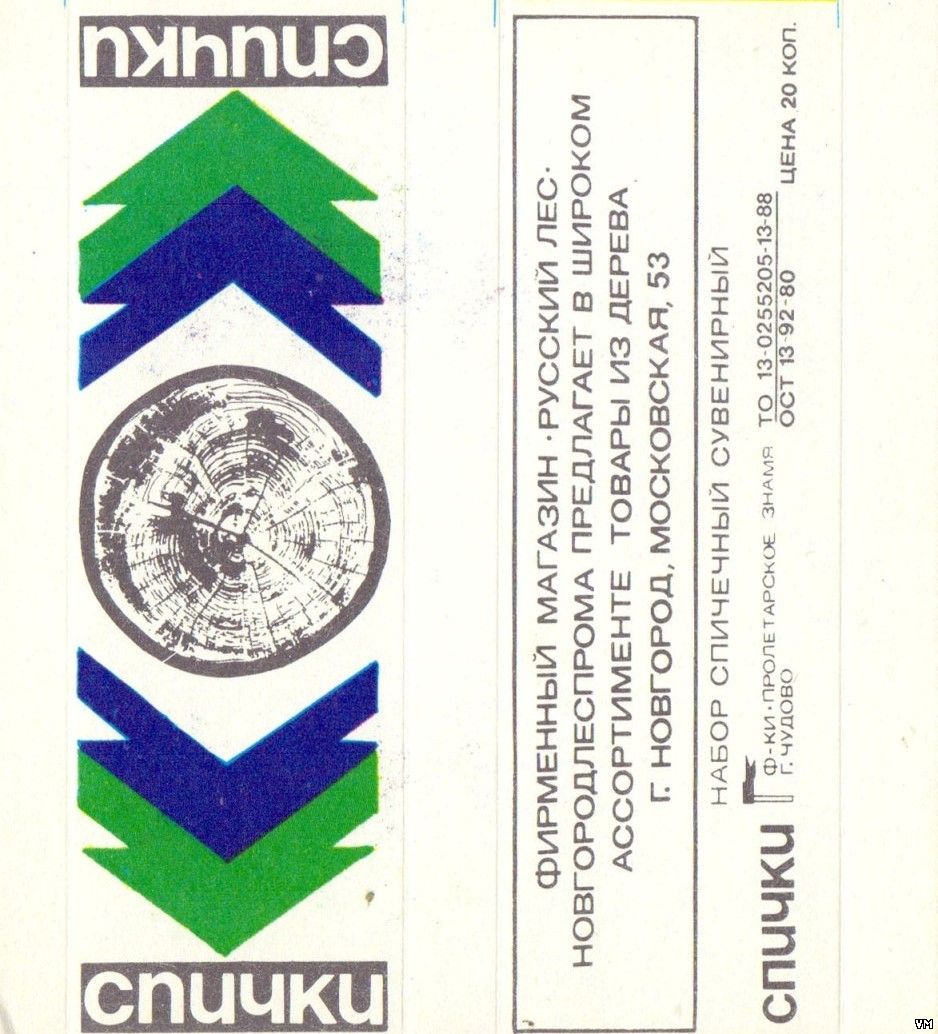 спички
спички
ФИРМЕННЫЙ МАГАЗИН •РУССКИЙ ЛЕС•
НОВГОРОДЛЕСПРОМА ПРЕДЛАГАЕТ В ШИРОКОМ
АССОРТИМЕНТЕ ТОВАРЫ ИЗ ДЕРЕВА
Г. НОВГОРОД, МОСКОВСКАЯ, 53
НАБОР СПИЧЕЧНЫЙ СУВЕНИРНЫЙ
спички
Ф-КИ•ПРОЛЕТАРСКОЕ ЗНАМЯ
Г. ЧУДОВО
ТО 13-0255205-13-88
ОСТ 13-92-80
ЦЕНА 20 КОП.
VM